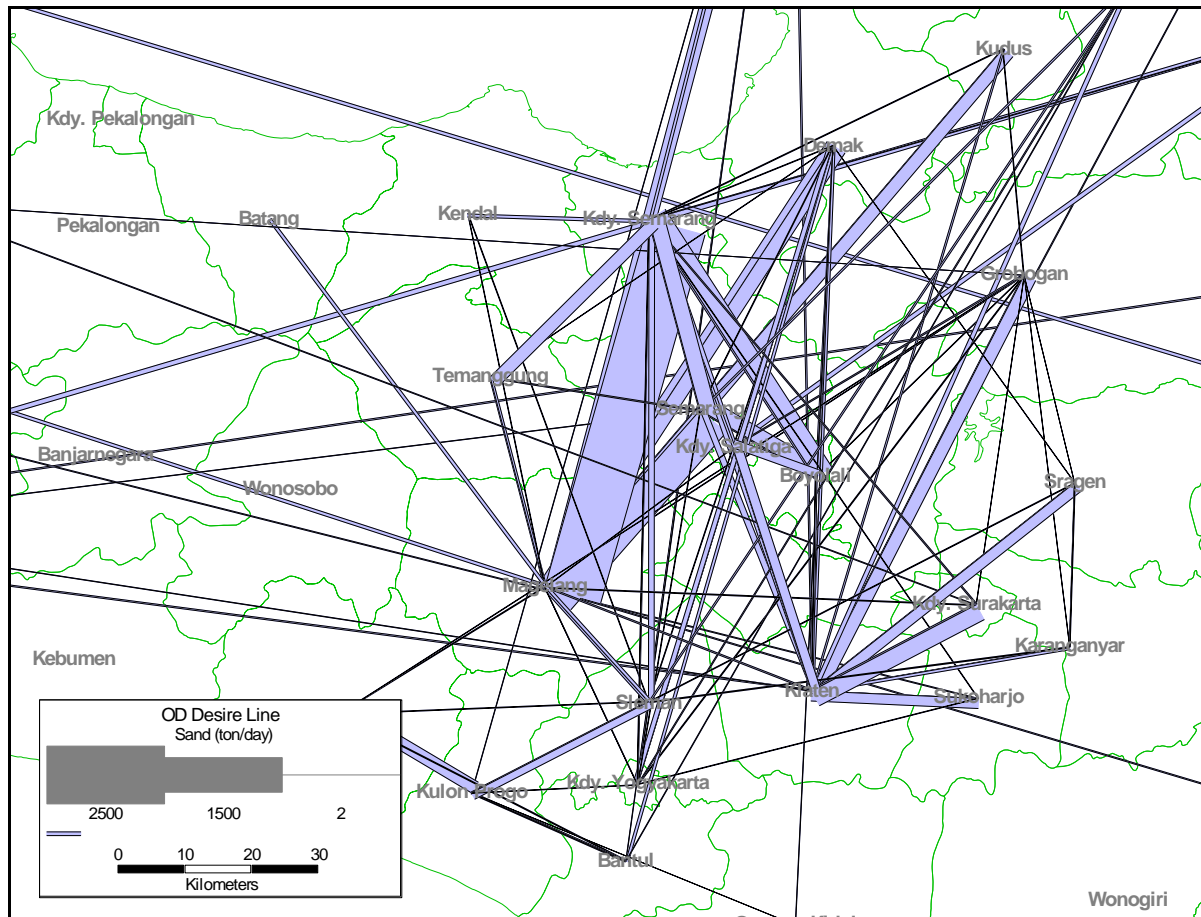 Kudus
Kdy. Pekalongan
Demak
Pekalongan
Batang
Kendal
Kdy. Semarang
Grobogan
Temanggung
Semarang
Kdy. Salatiga
Banjarnegara
Wonosobo
Boyolali
Sragen
Magelang
Kdy. Surakarta
Kebumen
Karanganyar
Klaten
Sukoharjo
Sleman
OD Desire Line
Sand (ton/day)
2500 1500 2
0 10 20 30
Kilometers
Kulon Progo
Kdy. Yogyakarta
Bantul
Wonogiri